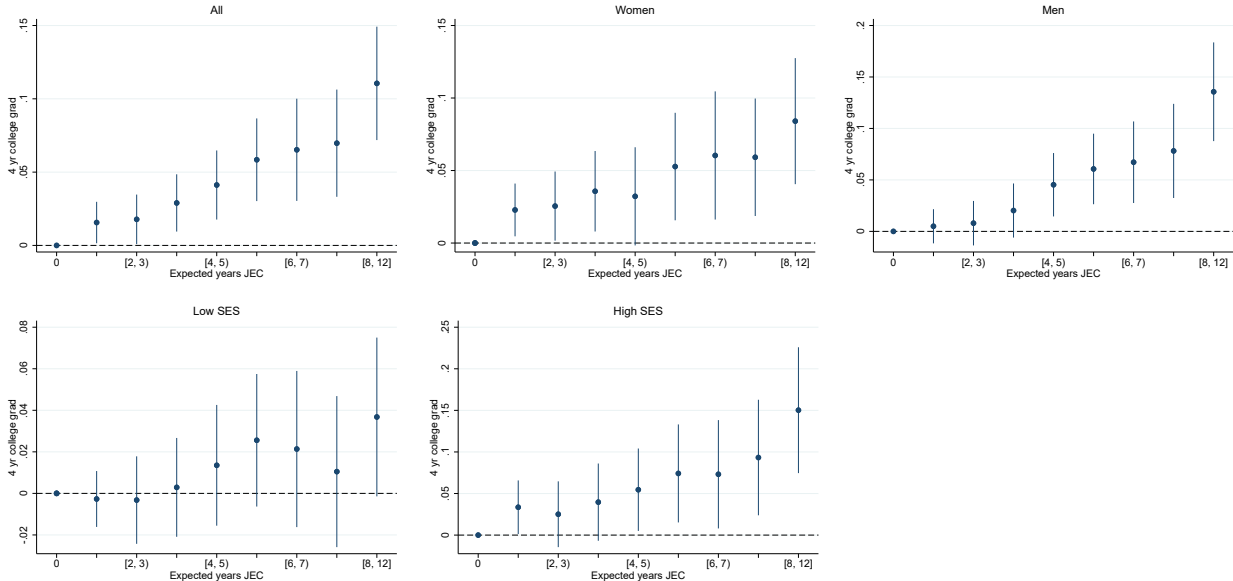 All
4 yr college grad
0 .05 .1 .15
0 [2, 3) [4, 5) [6, 7) [8, 12]
Expected years JEC
Women
4 yr college grad
0 .05 .1 .15
0 [2, 3) [4, 5) [6, 7) [8, 12]
Expected years JEC
Men
4 yr college grad
0 .05 .1 .15 .2
0 [2, 3) [4, 5) [6, 7) [8, 12]
Expected years JEC
Low SES
4 yr college grad
-.02 0 .02 .04 .06 .08
0 [2, 3) [4, 5) [6, 7) [8, 12]
Expected years JEC
High SES
4 yr college grad
0 .05 .1 .15 .2 .25
0 [2, 3) [4, 5) [6, 7) [8, 12]
Expected years JEC